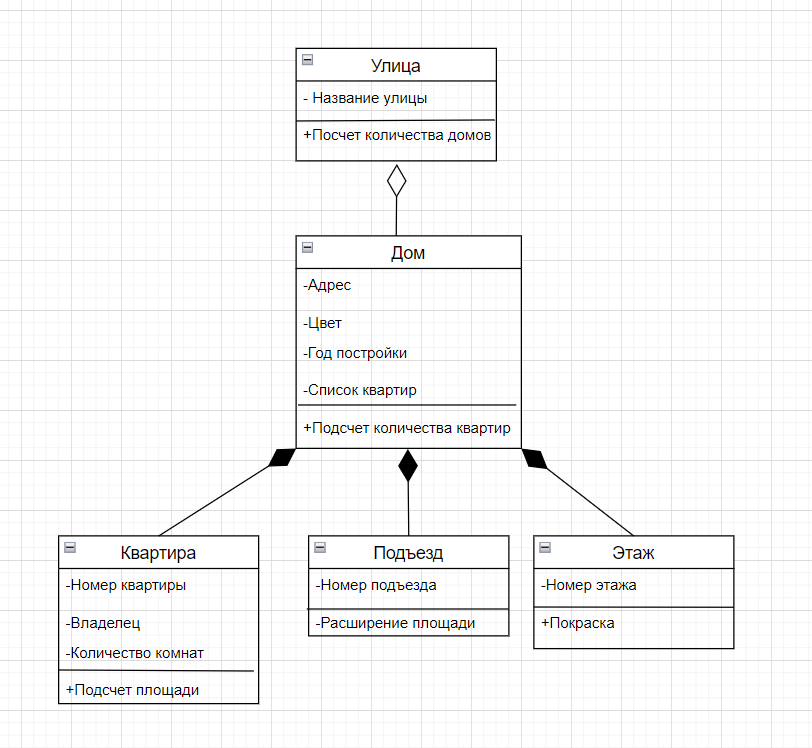 Улица
- Название улицы
+Посчет количества домов
Дом
-Адрес
-Цвет
-Год постройки
-Список квартир
+Подсчет количества квартир
Квартира
-Номер квартиры
-Владелец
-Количество комнат
+Подсчет площади
Подъезд
-Номер подъезда
-Расширение площади
Этаж
-Номер этажа
+Покраска